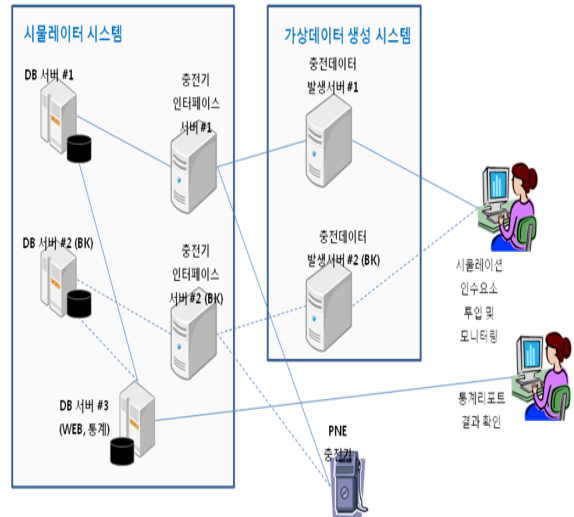 시물레이터 시스템
DB 서버 #1
충전기
인터페이스
서버 #1
DB 서버 #2 (BK)
충전기
인터페이스
서버 #2 (BK)
DB 서버 #3
(WEB, 통계)
가상데이터 생성 시스템
충전데이터
발생서버 #1
충전데이터
발생서버 #2 (BK)
시물레이션
인수요소
투입 및
모니터링
통계리포트
결과 확인
PNE
충전기